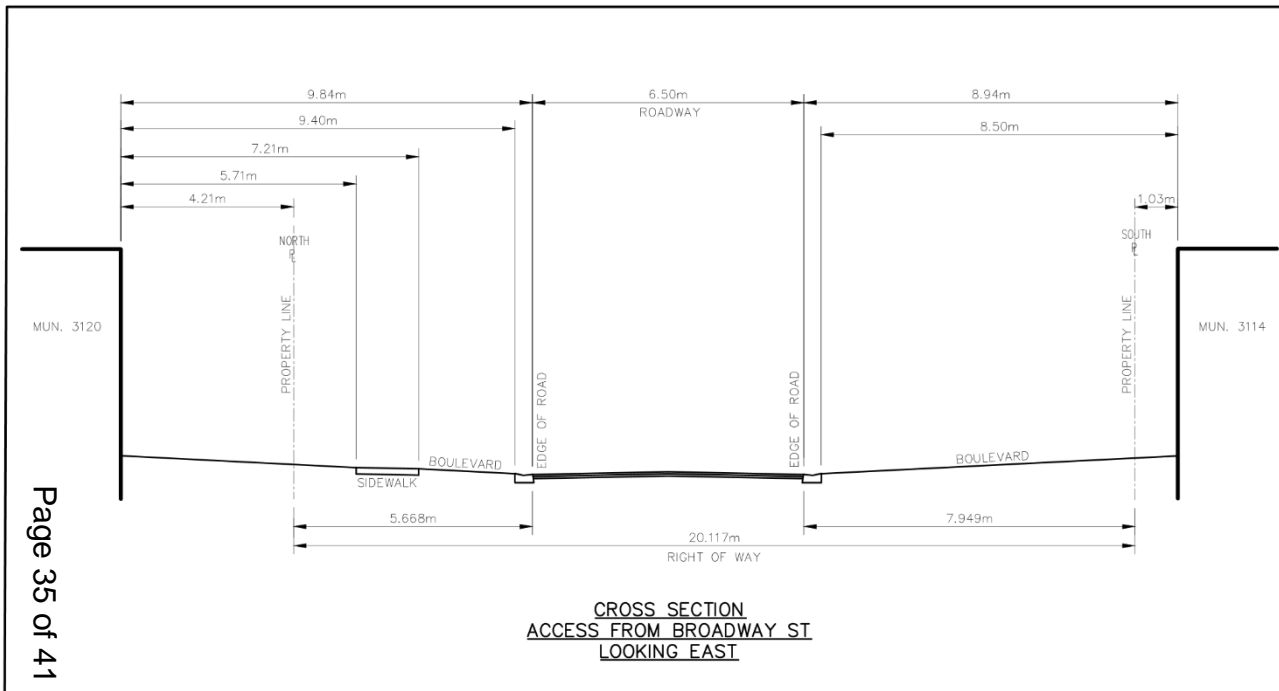 9.84m
6.50m
8.94m
ROADWAY
9.40m
8.50m
7.21m
5.71m
4.21m
1.03m
NORTH
PL
SOUTH
PL
MUN. 3120
PROPERTY LINE
EDGE OF ROAD
EDGE OF ROAD
PROPERTY LINE
MUN. 3114
BOULEVARD
SIDEWALK
BOULEVARD
5.668m
7.949m
20.117m
RIGHT OF WAY
CROSS SECTION
ACCESS FROM BROADWAY ST
LOOKING EAST
Page 35 of 41